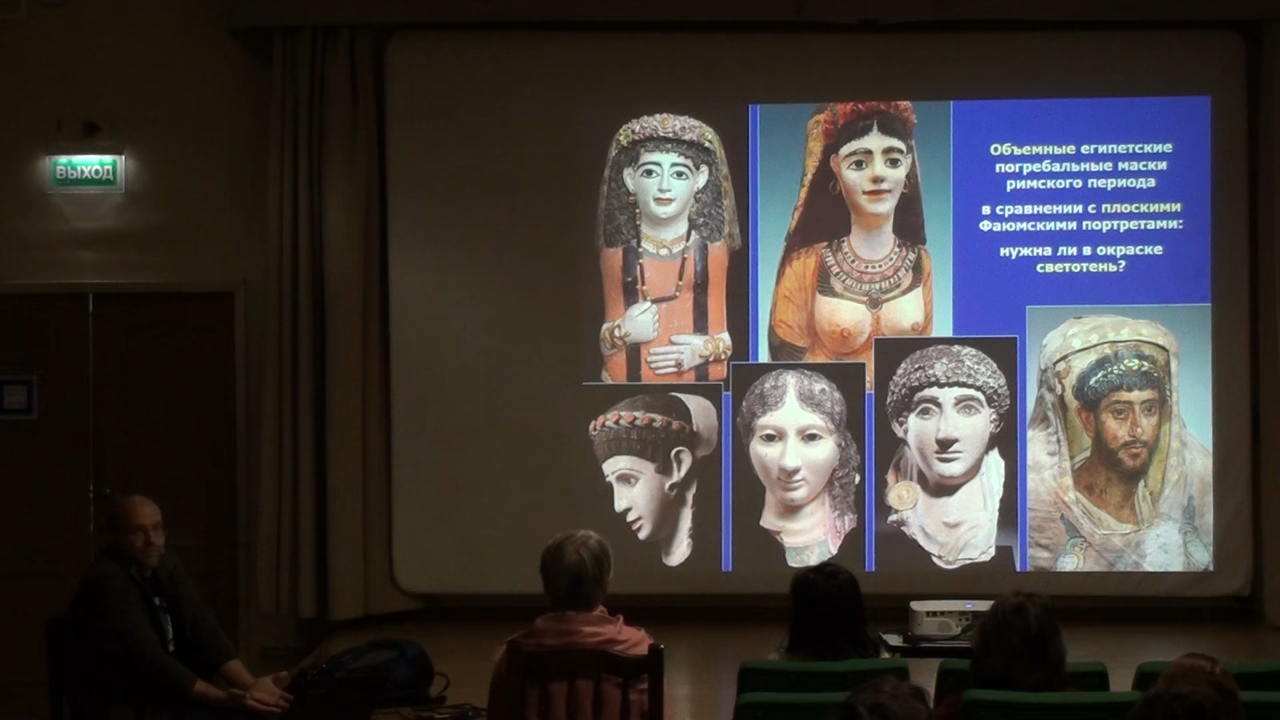 ВЫХОД
Объемные египетские
погребальные маски
римского периода
в сравнении с плоскими
Фаюмскими портретами:
нужна ли в окраске
светотень?